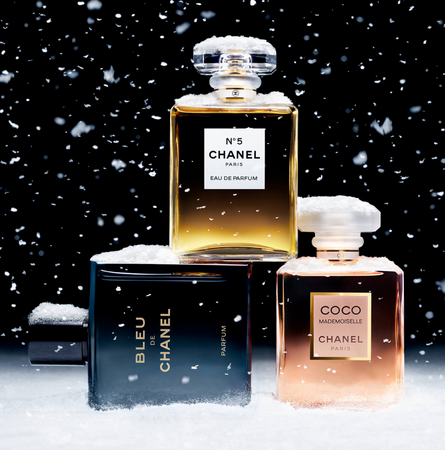 N°5
CHANEL
PARIS
EAU DE PARFUM
BLEU
DE
CHANEL
PARFUM
COCO
MADEMOISELLE
CHANEL
PARIS